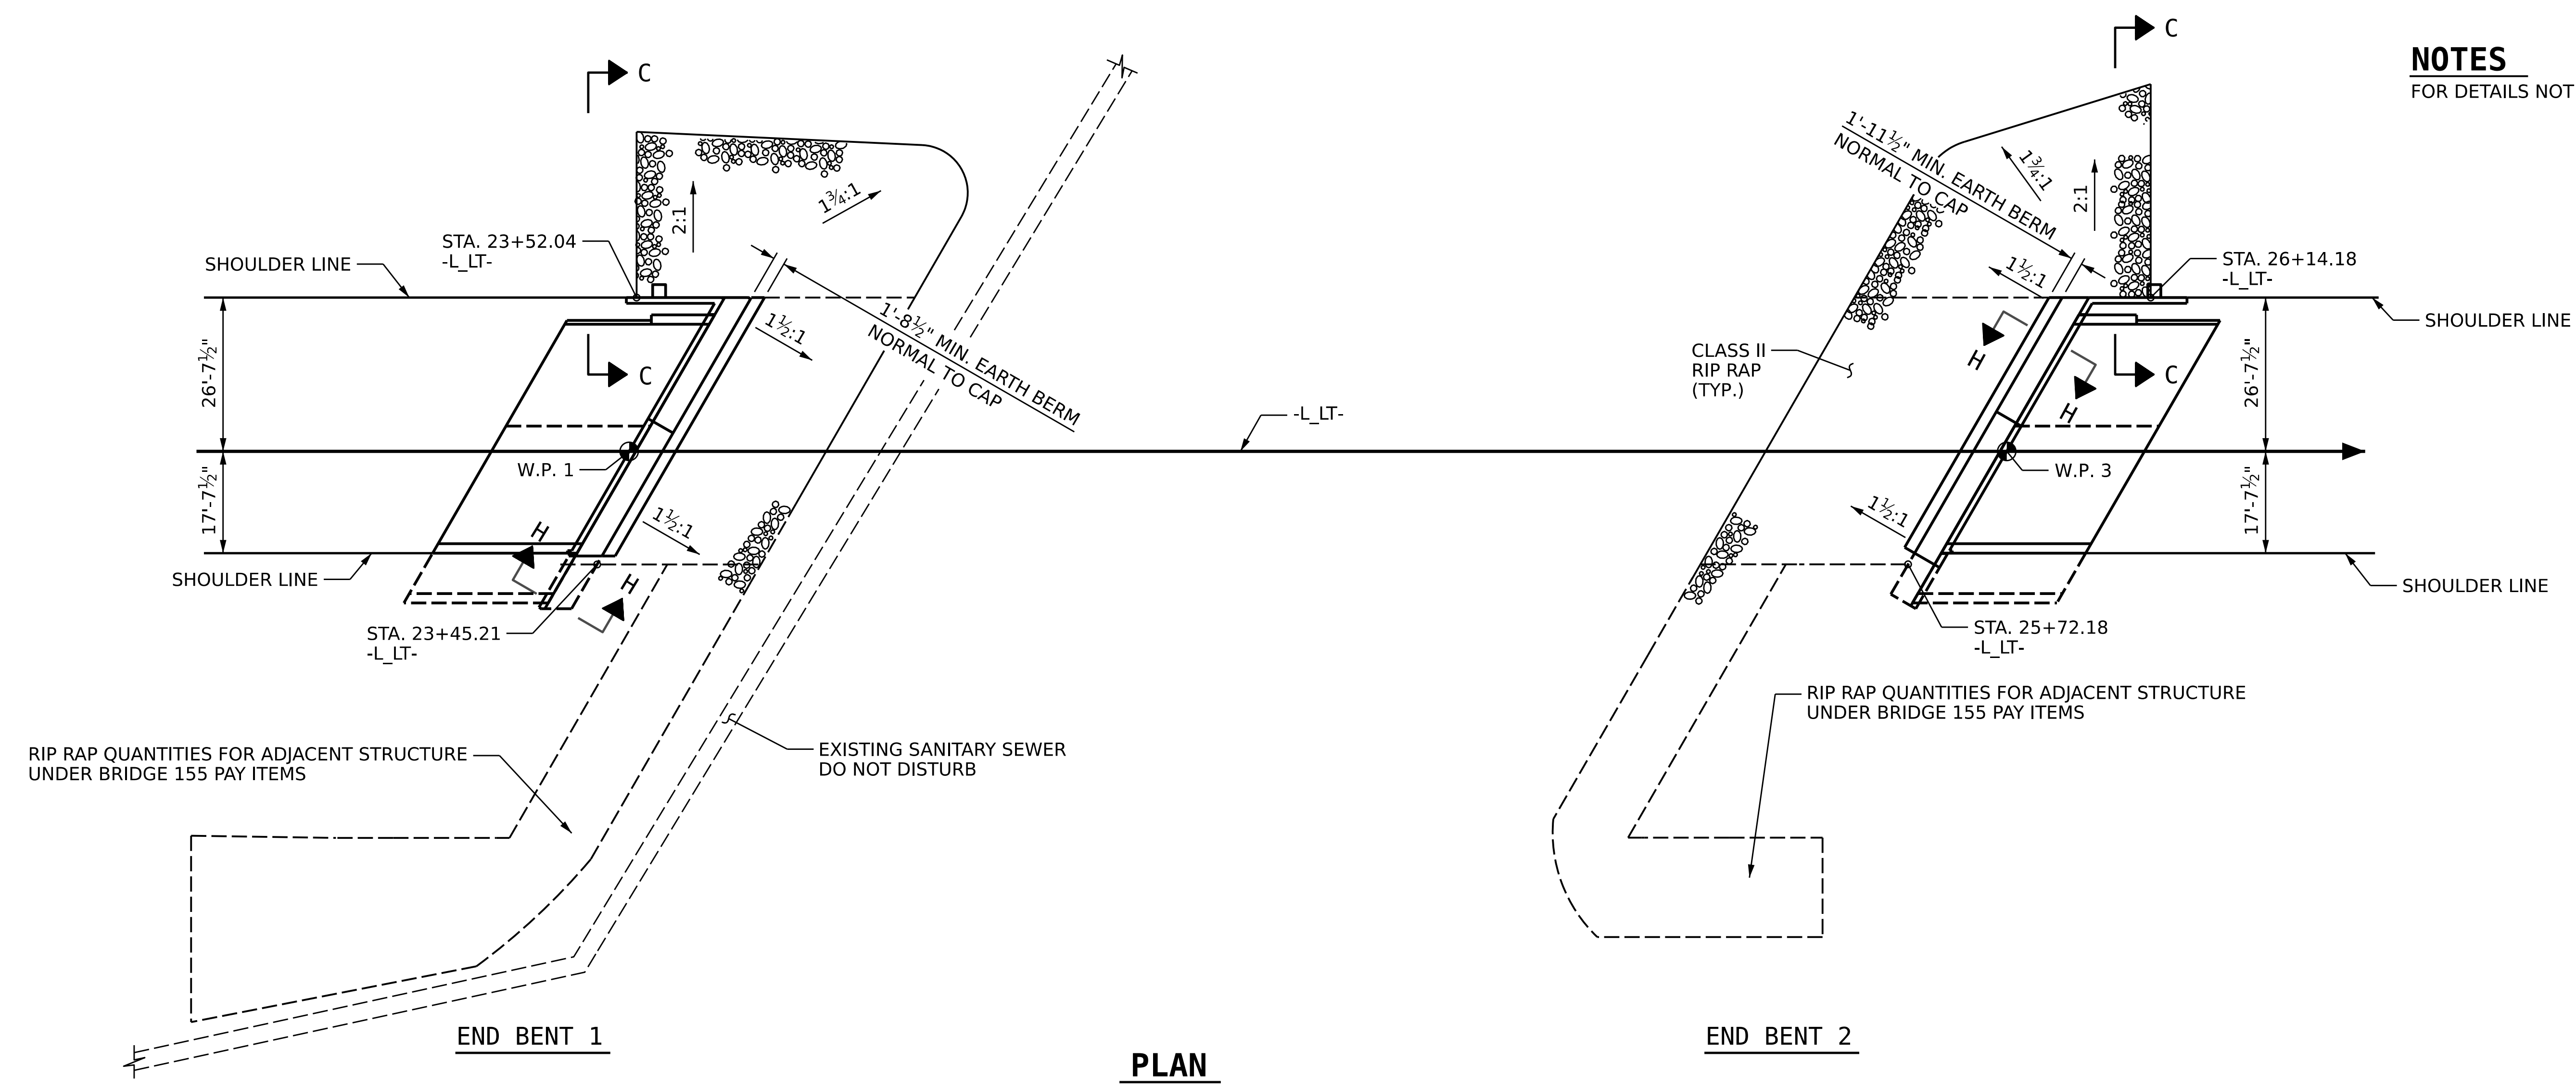 C
C
NOTES
FOR DETAILS NOT
1'-11½" MIN. EARTH BERM
NORMAL TO CAP
1¾:1
2:1
1¾:1
2:1
STA. 23+52.04
-L_LT-
SHOULDER LINE
1½:1
STA. 26+14.18
-L_LT-
SHOULDER LINE
1'-8½" MIN. EARTH BERM
NORMAL TO CAP
1½:1
H
H
C
C
26'-7½"
26'-7½"
CLASS II
RIP RAP
(TYP.)
-L_LT-
W.P. 1
W.P. 3
17'-7½"
17'-7½"
1½:1
1½:1
H
H
SHOULDER LINE
SHOULDER LINE
STA. 23+45.21
-L_LT-
STA. 25+72.18
-L_LT-
RIP RAP QUANTITIES FOR ADJACENT STRUCTURE
UNDER BRIDGE 155 PAY ITEMS
RIP RAP QUANTITIES FOR ADJACENT STRUCTURE
UNDER BRIDGE 155 PAY ITEMS
EXISTING SANITARY SEWER
DO NOT DISTURB
END BENT 1
END BENT 2
PLAN